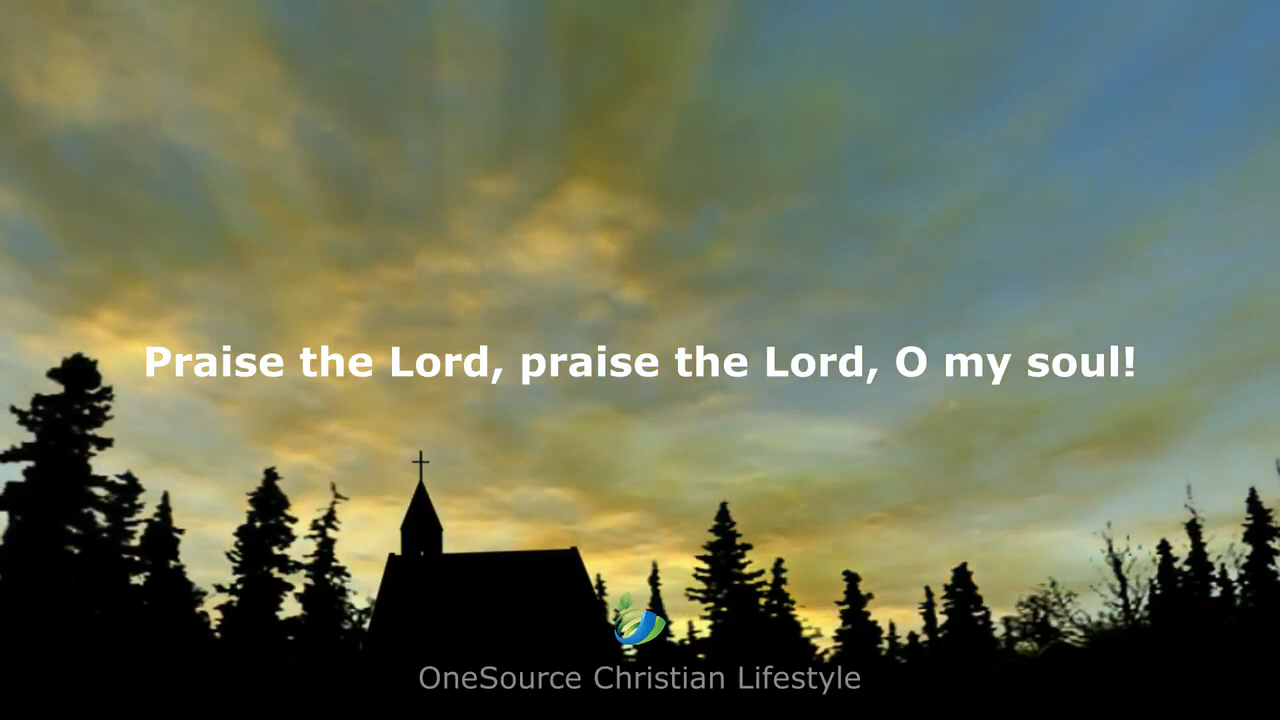 Praise the Lord, praise the Lord, O my soul!
OneSource Christian Lifestyle